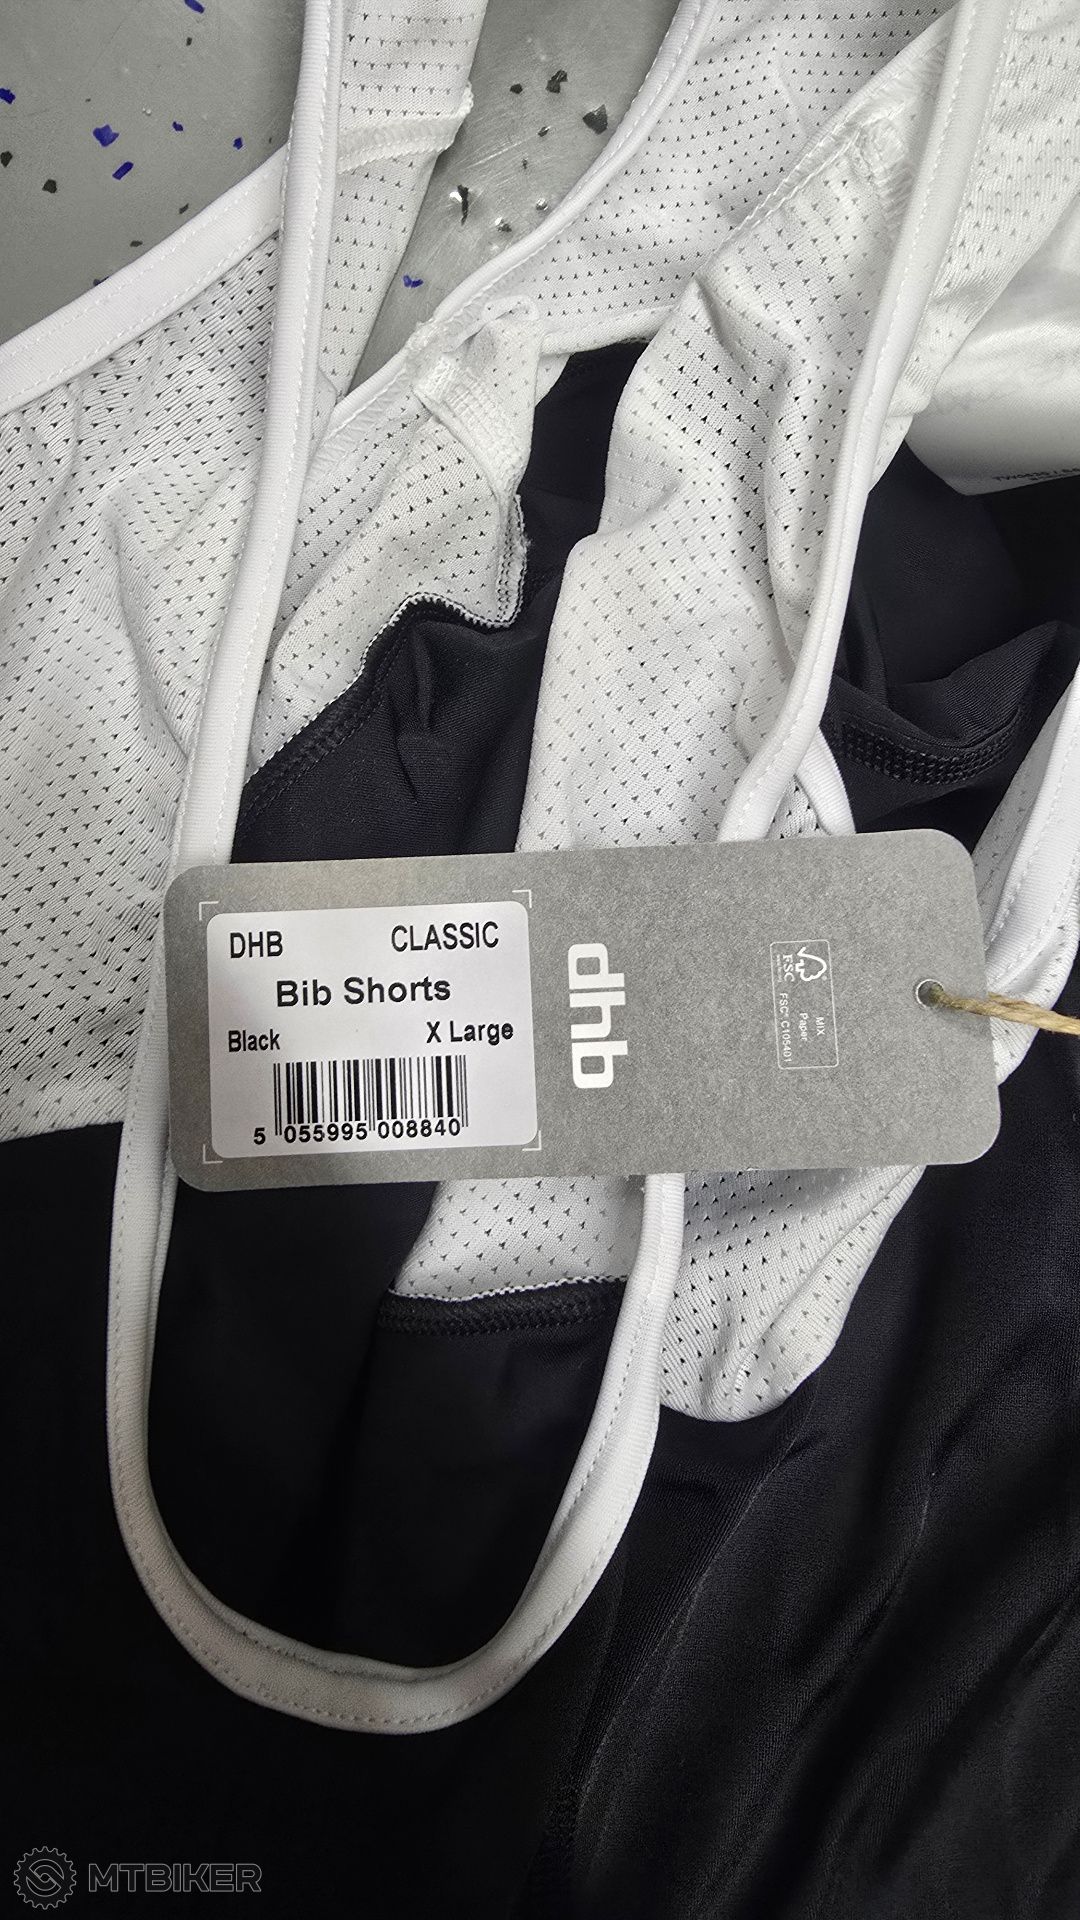 DHB CLASSIC
Bib Shorts
Black X Large
5 055995 008840
dhb
FSC
MIX
Paper
FSC® C105401
MTBIKER